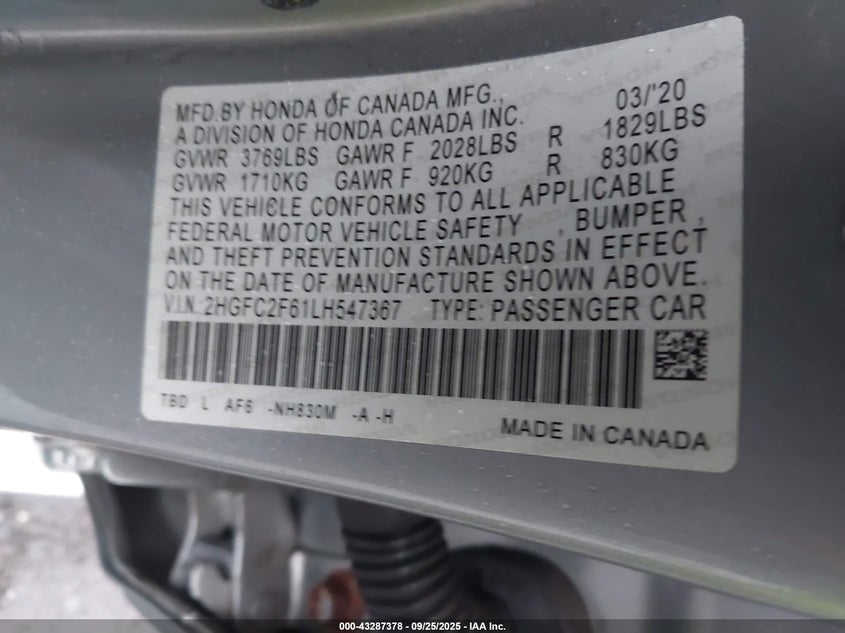 MFD.BY HONDA OF CANADA MFG., 03/'20
A DIVISION OF HONDA CANADA INC.
GVWR 3769LBS GAWR F 2028LBS R 1829LBS
GVWR 1710KG GAWR F 920KG R 830KG
THIS VEHICLE CONFORMS TO ALL APPLICABLE
FEDERAL MOTOR VEHICLE SAFETY , BUMPER ,
AND THEFT PREVENTION STANDARDS IN EFFECT
ON THE DATE OF MANUFACTURE SHOWN ABOVE.
V.I.N.:2HGFC2F61LH547367 TYPE: PASSENGER CAR
TBD L AF6 -NH830M -A -H
MADE IN CANADA
000-43287378 - 09/25/2025 - IAA Inc.